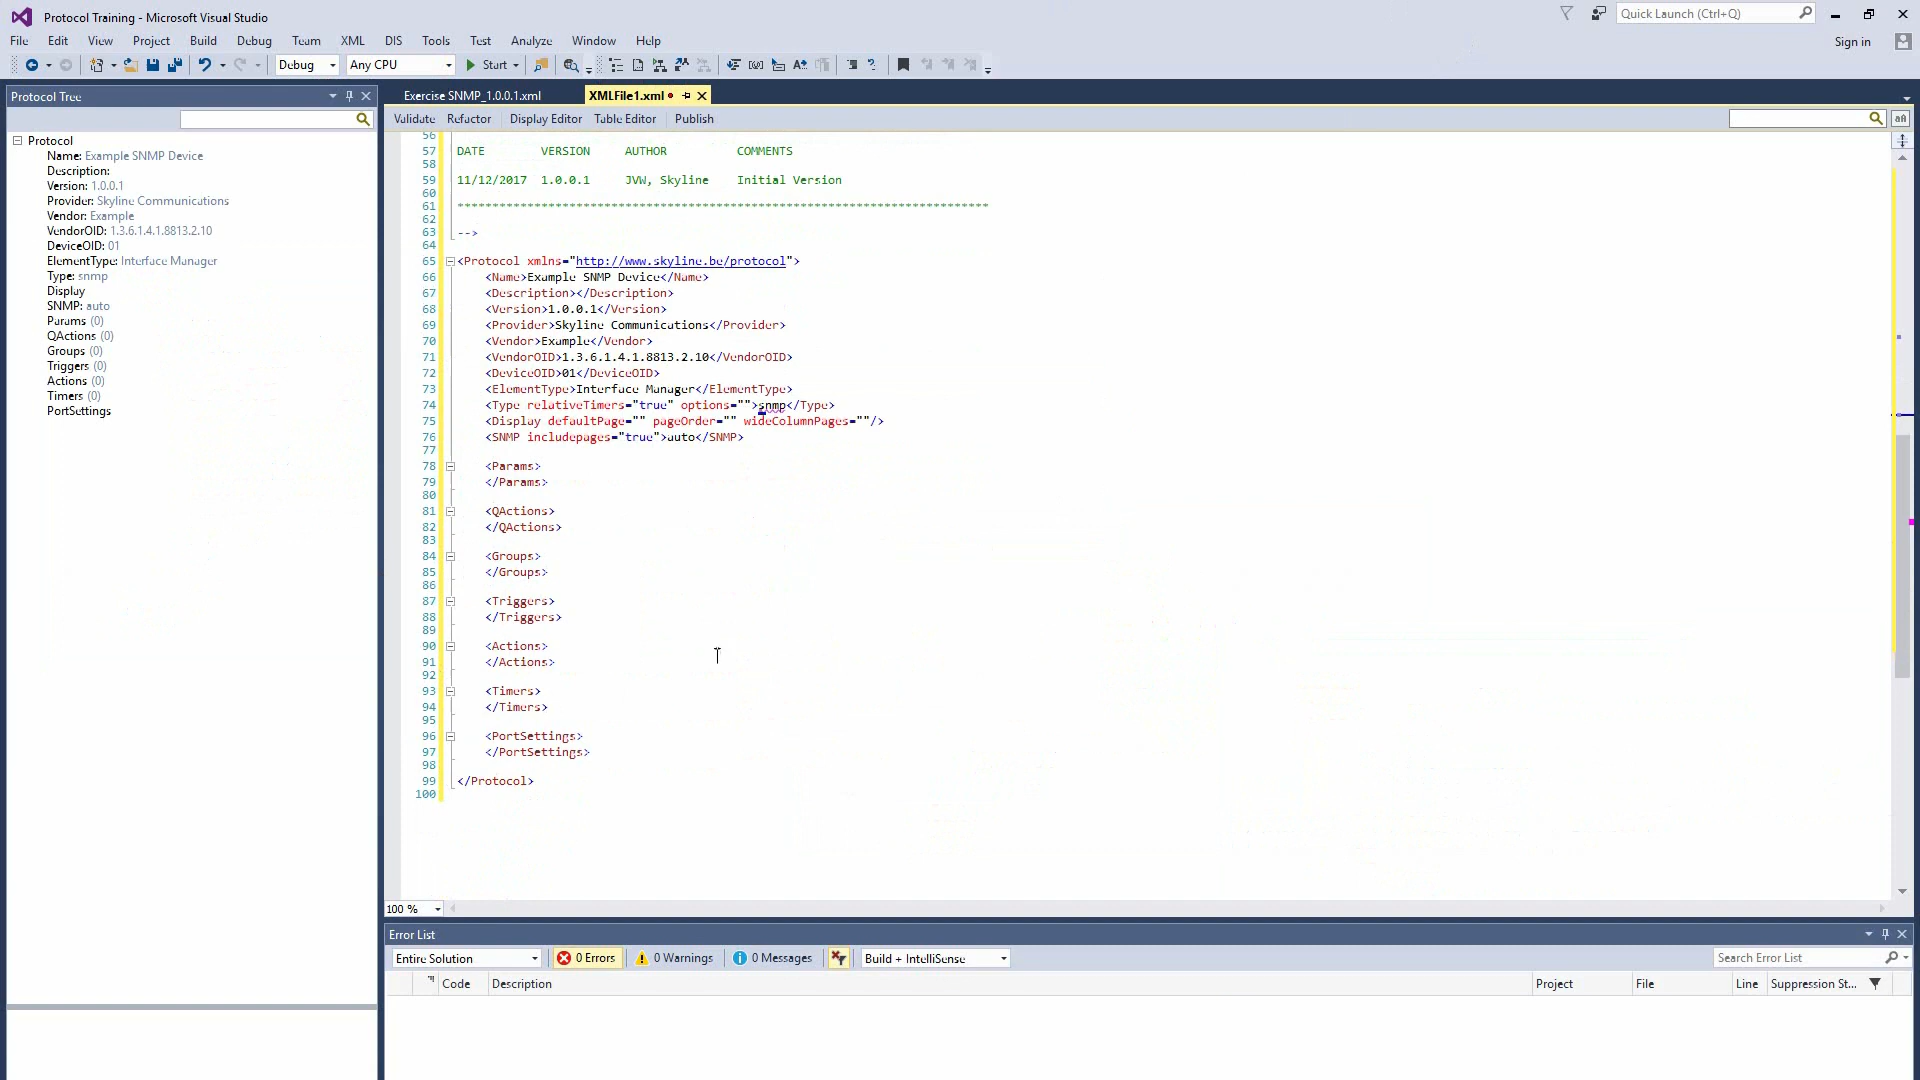 Protocol Training - Microsoft Visual Studio
Quick Launch (Ctrl+Q)
File Edit View Project Build Debug Team XML DIS Tools Test Analyze Window Help
Sign in
Debug Any CPU Start
Protocol Tree
Exercise SNMP_1.0.0.1.xml XMLFile1.xml
Validate Refactor Display Editor Table Editor Publish
Protocol
Name: Example SNMP Device
Description:
Version: 1.0.0.1
Provider: Skyline Communications
Vendor: Example
VendorOID: 1.3.6.1.4.1.8813.2.10
DeviceOID: 01
ElementType: Interface Manager
Type: snmp
Display
SNMP: auto
Params (0)
QActions (0)
Groups (0)
Triggers (0)
Actions (0)
Timers (0)
PortSettings
56
57 DATE VERSION AUTHOR COMMENTS
58
59 11/12/2017 1.0.0.1 JVW, Skyline Initial Version
60
61 ****************************************************************************
62
63 -->
64
65 <Protocol xmlns="http://www.skyline.be/protocol">
66 <Name>Example SNMP Device</Name>
67 <Description></Description>
68 <Version>1.0.0.1</Version>
69 <Provider>Skyline Communications</Provider>
70 <Vendor>Example</Vendor>
71 <VendorOID>1.3.6.1.4.1.8813.2.10</VendorOID>
72 <DeviceOID>01</DeviceOID>
73 <ElementType>Interface Manager</ElementType>
74 <Type relativeTimers="true" options="">snmp</Type>
75 <Display defaultPage="" pageOrder="" wideColumnPages=""/>
76 <SNMP includepages="true">auto</SNMP>
77
78 <Params>
79 </Params>
80
81 <QActions>
82 </QActions>
83
84 <Groups>
85 </Groups>
86
87 <Triggers>
88 </Triggers>
89
90 <Actions>
91 </Actions>
92
93 <Timers>
94 </Timers>
95
96 <PortSettings>
97 </PortSettings>
98
99 </Protocol>
100
100 %
Error List
Entire Solution 0 Errors 0 Warnings 0 Messages Build + IntelliSense Search Error List
Code Description Project File Line Suppression St...